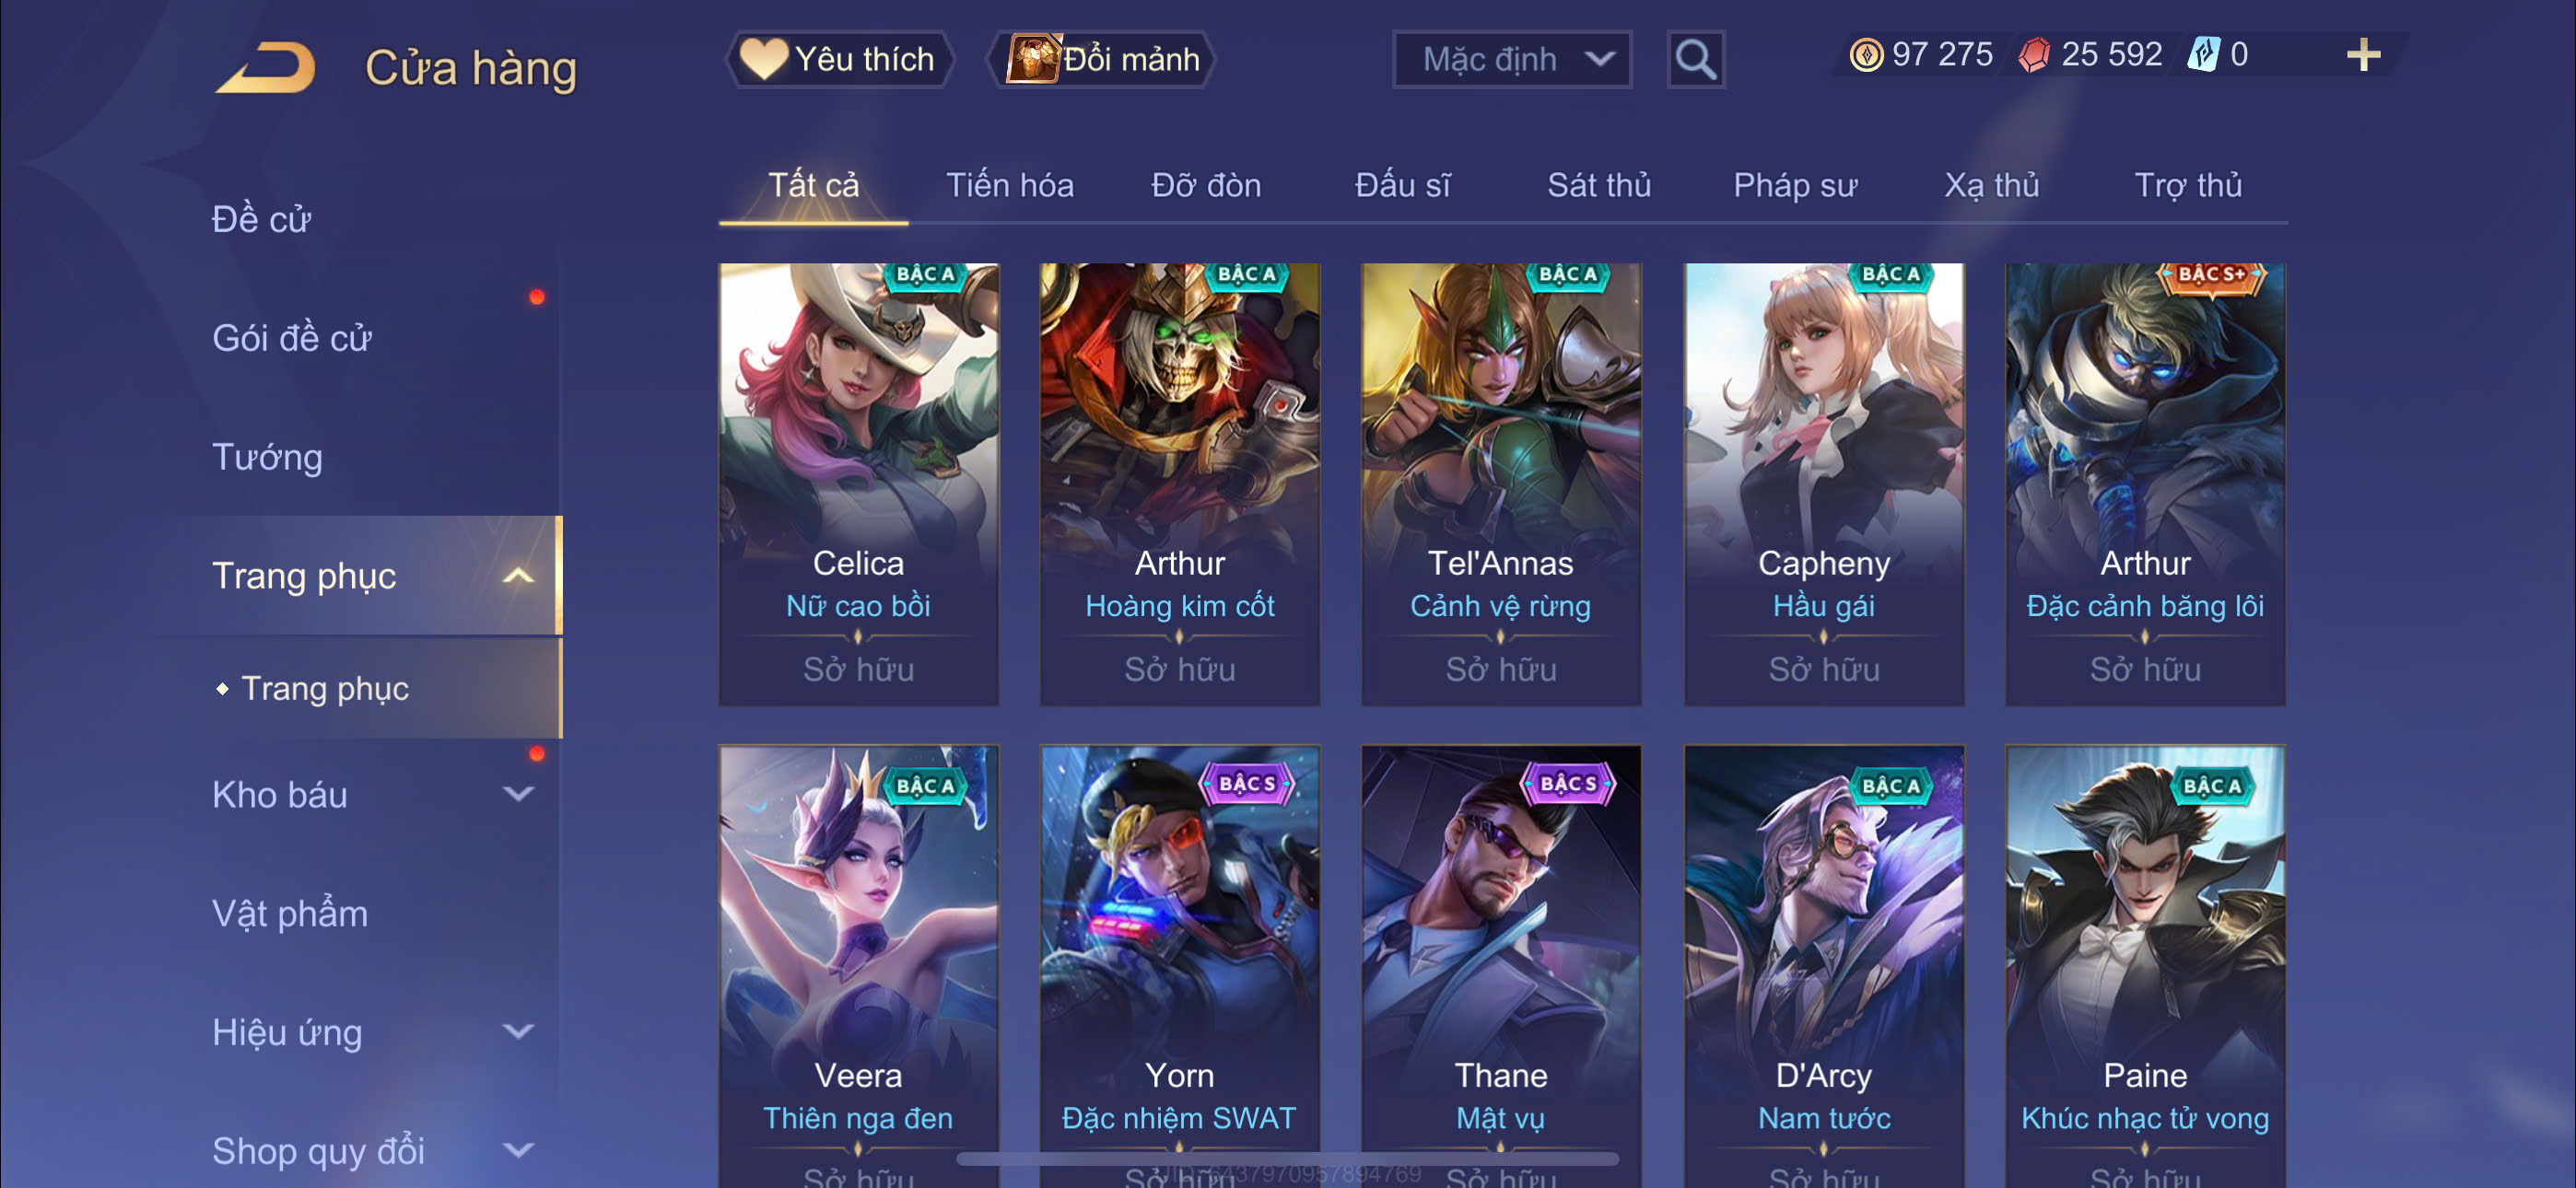 Cửa hàng
Yêu thích
Đổi mảnh
Mặc định
97 275
25 592
0
Tất cả
Tiến hóa
Đỡ đòn
Đấu sĩ
Sát thủ
Pháp sư
Xạ thủ
Trợ thủ
Đề cử
Gói đề cử
Tướng
Trang phục
Trang phục
Kho báu
Vật phẩm
Hiệu ứng
Shop quy đổi
BẬC A
Celica
Nữ cao bồi
Sở hữu
BẬC A
Arthur
Hoàng kim cốt
Sở hữu
BẬC A
Tel'Annas
Cảnh vệ rừng
Sở hữu
BẬC A
Capheny
Hầu gái
Sở hữu
BẬC S+
Arthur
Đặc cảnh băng lôi
Sở hữu
BẬC A
Veera
Thiên nga đen
Sở hữu
BẬC S
Yorn
Đặc nhiệm SWAT
Sở hữu
BẬC S
Thane
Mật vụ
Sở hữu
BẬC A
D'Arcy
Nam tước
Sở hữu
BẬC A
Paine
Khúc nhạc tử vong
Sở hữu